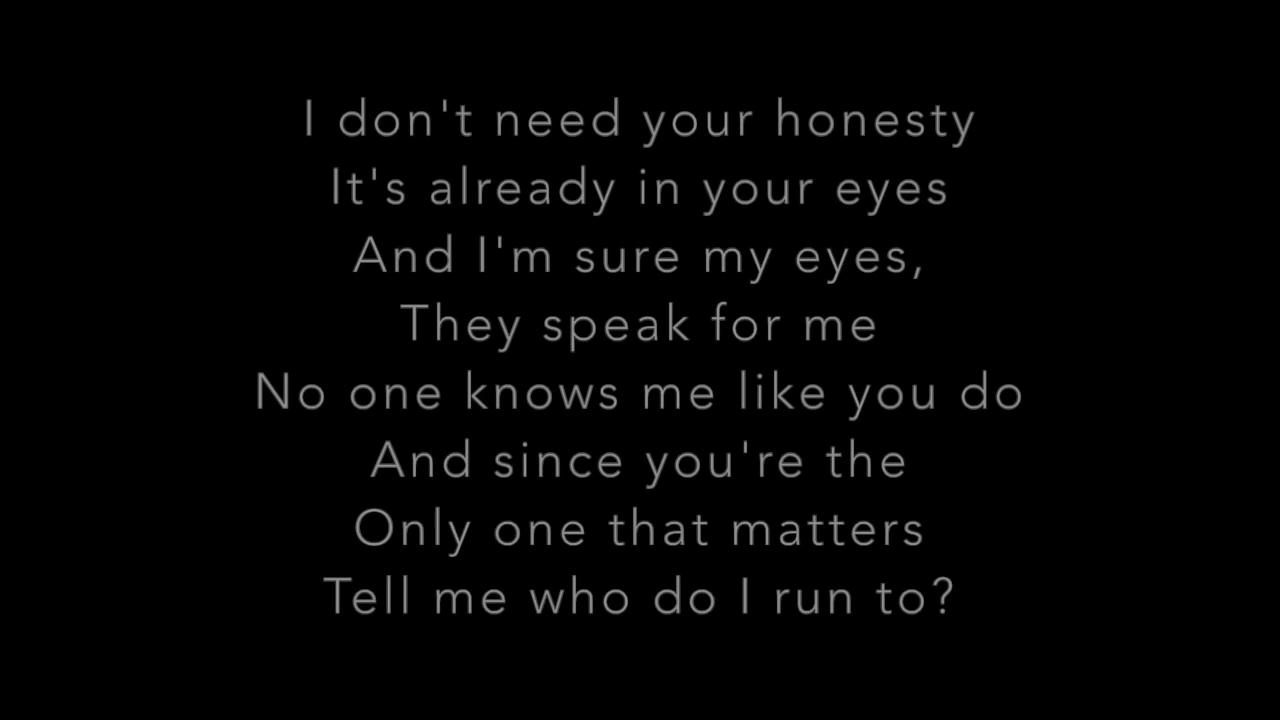 I don't need your honesty
It's already in your eyes
And I'm sure my eyes,
They speak for me
No one knows me like you do
And since you're the
Only one that matters
Tell me who do I run to?